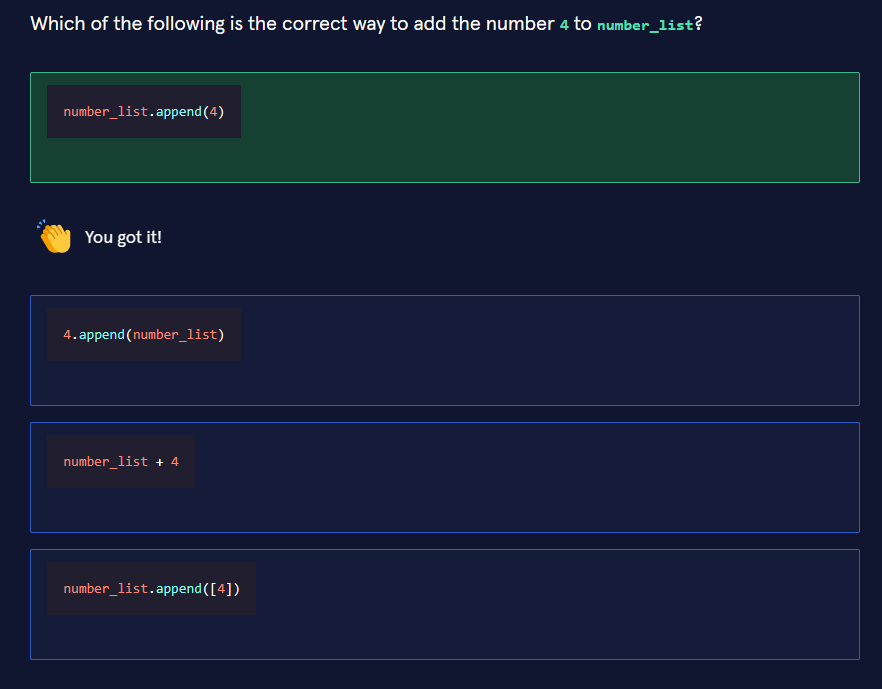 Which of the following is the correct way to add the number 4 to number_list?
number_list.append(4)
You got it!
4.append(number_list)
number_list + 4
number_list.append([4])